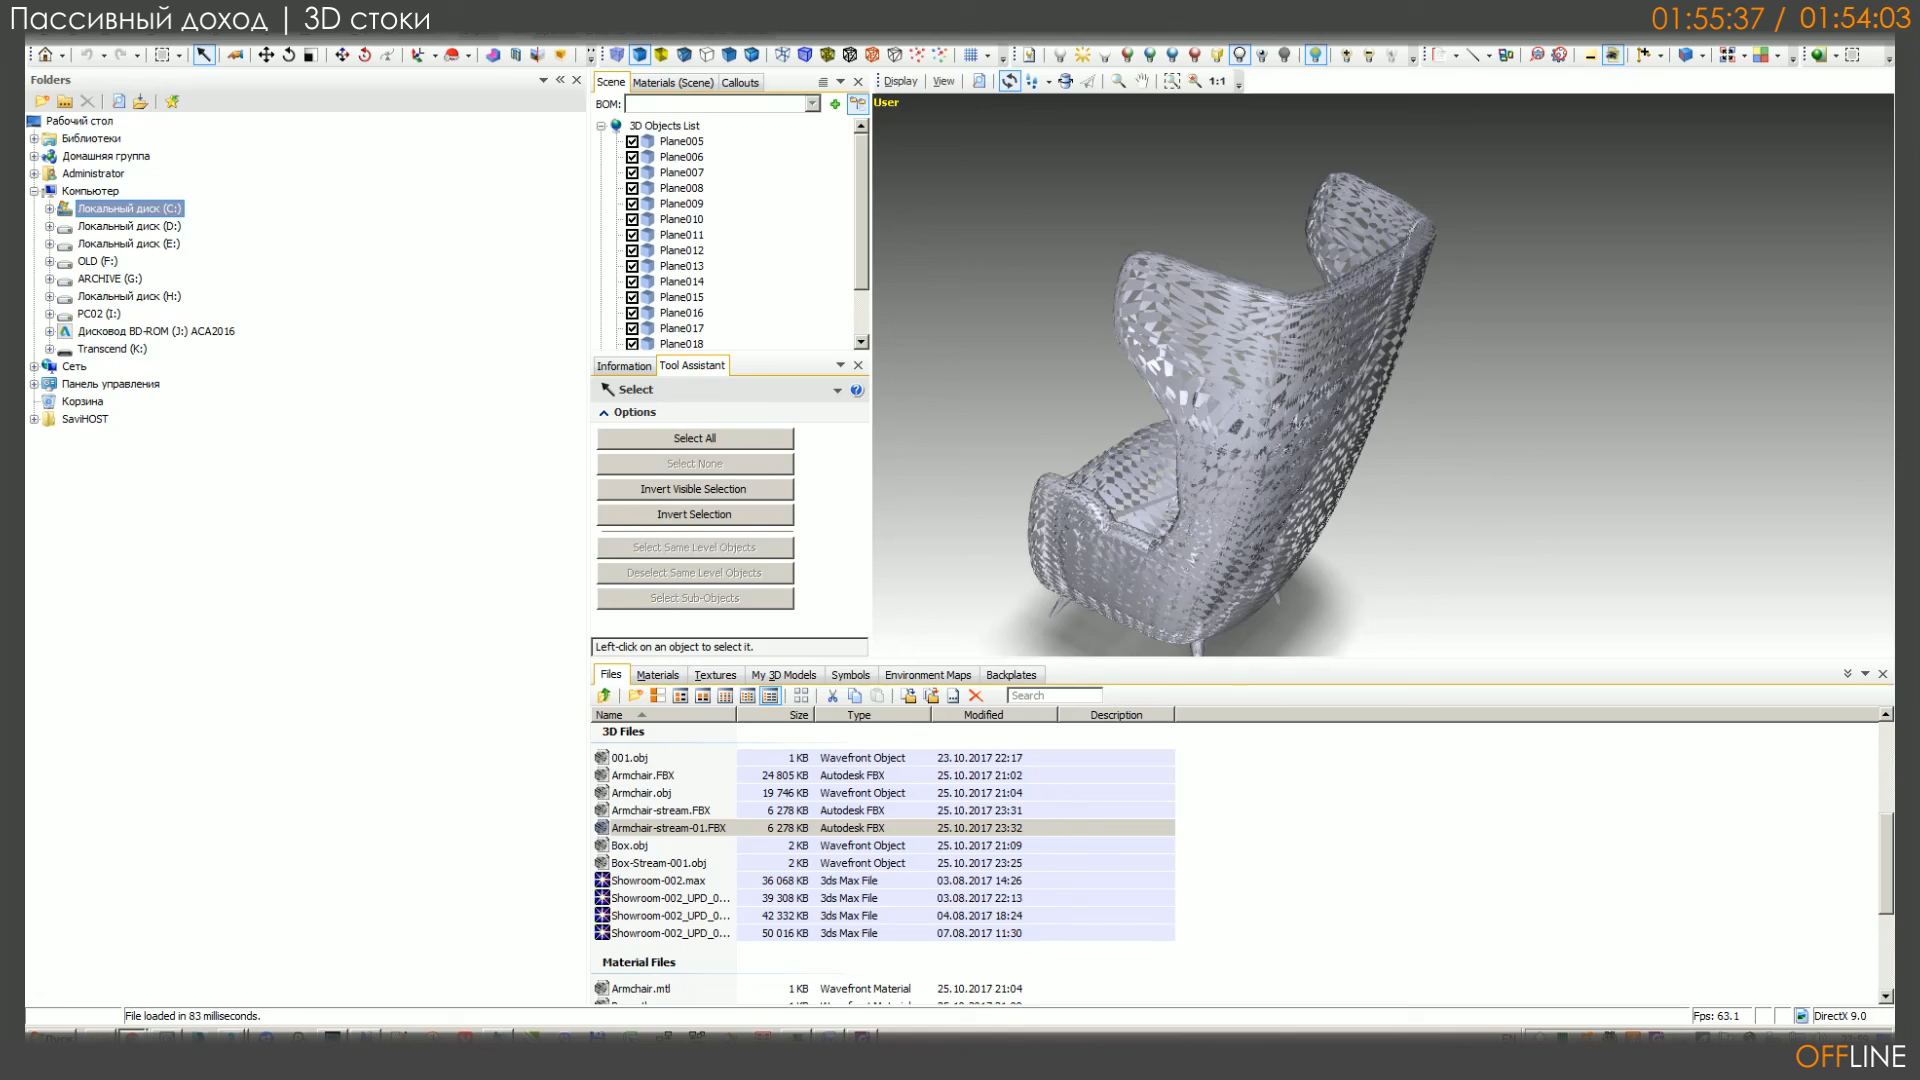 Пассивный доход | 3D стоки
01:55:37 / 01:54:03
Folders
Рабочий стол
Библиотеки
Домашняя группа
Administrator
Компьютер
Локальный диск (C:)
Локальный диск (D:)
Локальный диск (E:)
OLD (F:)
ARCHIVE (G:)
Локальный диск (H:)
PC02 (I:)
Дисковод BD-ROM (J:) ACA2016
Transcend (K:)
Сеть
Панель управления
Корзина
SaviHOST
Scene Materials (Scene) Callouts
BOM:
3D Objects List
Plane005
Plane006
Plane007
Plane008
Plane009
Plane010
Plane011
Plane012
Plane013
Plane014
Plane015
Plane016
Plane017
Plane018
Information Tool Assistant
Select
Options
Select All
Select None
Invert Visible Selection
Invert Selection
Select Same Level Objects
Deselect Same Level Objects
Select Sub-Objects
Left-click on an object to select it.
Display View 1:1
User
Files Materials Textures My 3D Models Symbols Environment Maps Backplates
Search
Name Size Type Modified Description
3D Files
001.obj 1 KB Wavefront Object 23.10.2017 22:17
Armchair.FBX 24 805 KB Autodesk FBX 25.10.2017 21:02
Armchair.obj 19 746 KB Wavefront Object 25.10.2017 21:04
Armchair-stream.FBX 6 278 KB Autodesk FBX 25.10.2017 23:31
Armchair-stream-01.FBX 6 278 KB Autodesk FBX 25.10.2017 23:32
Box.obj 2 KB Wavefront Object 25.10.2017 21:09
Box-Stream-001.obj 2 KB Wavefront Object 25.10.2017 23:25
Showroom-002.max 36 068 KB 3ds Max File 03.08.2017 14:26
Showroom-002_UPD_0... 39 308 KB 3ds Max File 03.08.2017 22:13
Showroom-002_UPD_0... 42 332 KB 3ds Max File 04.08.2017 18:24
Showroom-002_UPD_0... 50 016 KB 3ds Max File 07.08.2017 11:30
Material Files
Armchair.mtl 1 KB Wavefront Material 25.10.2017 21:04
File loaded in 83 milliseconds.
Fps: 63.1
DirectX 9.0
OFFLINE